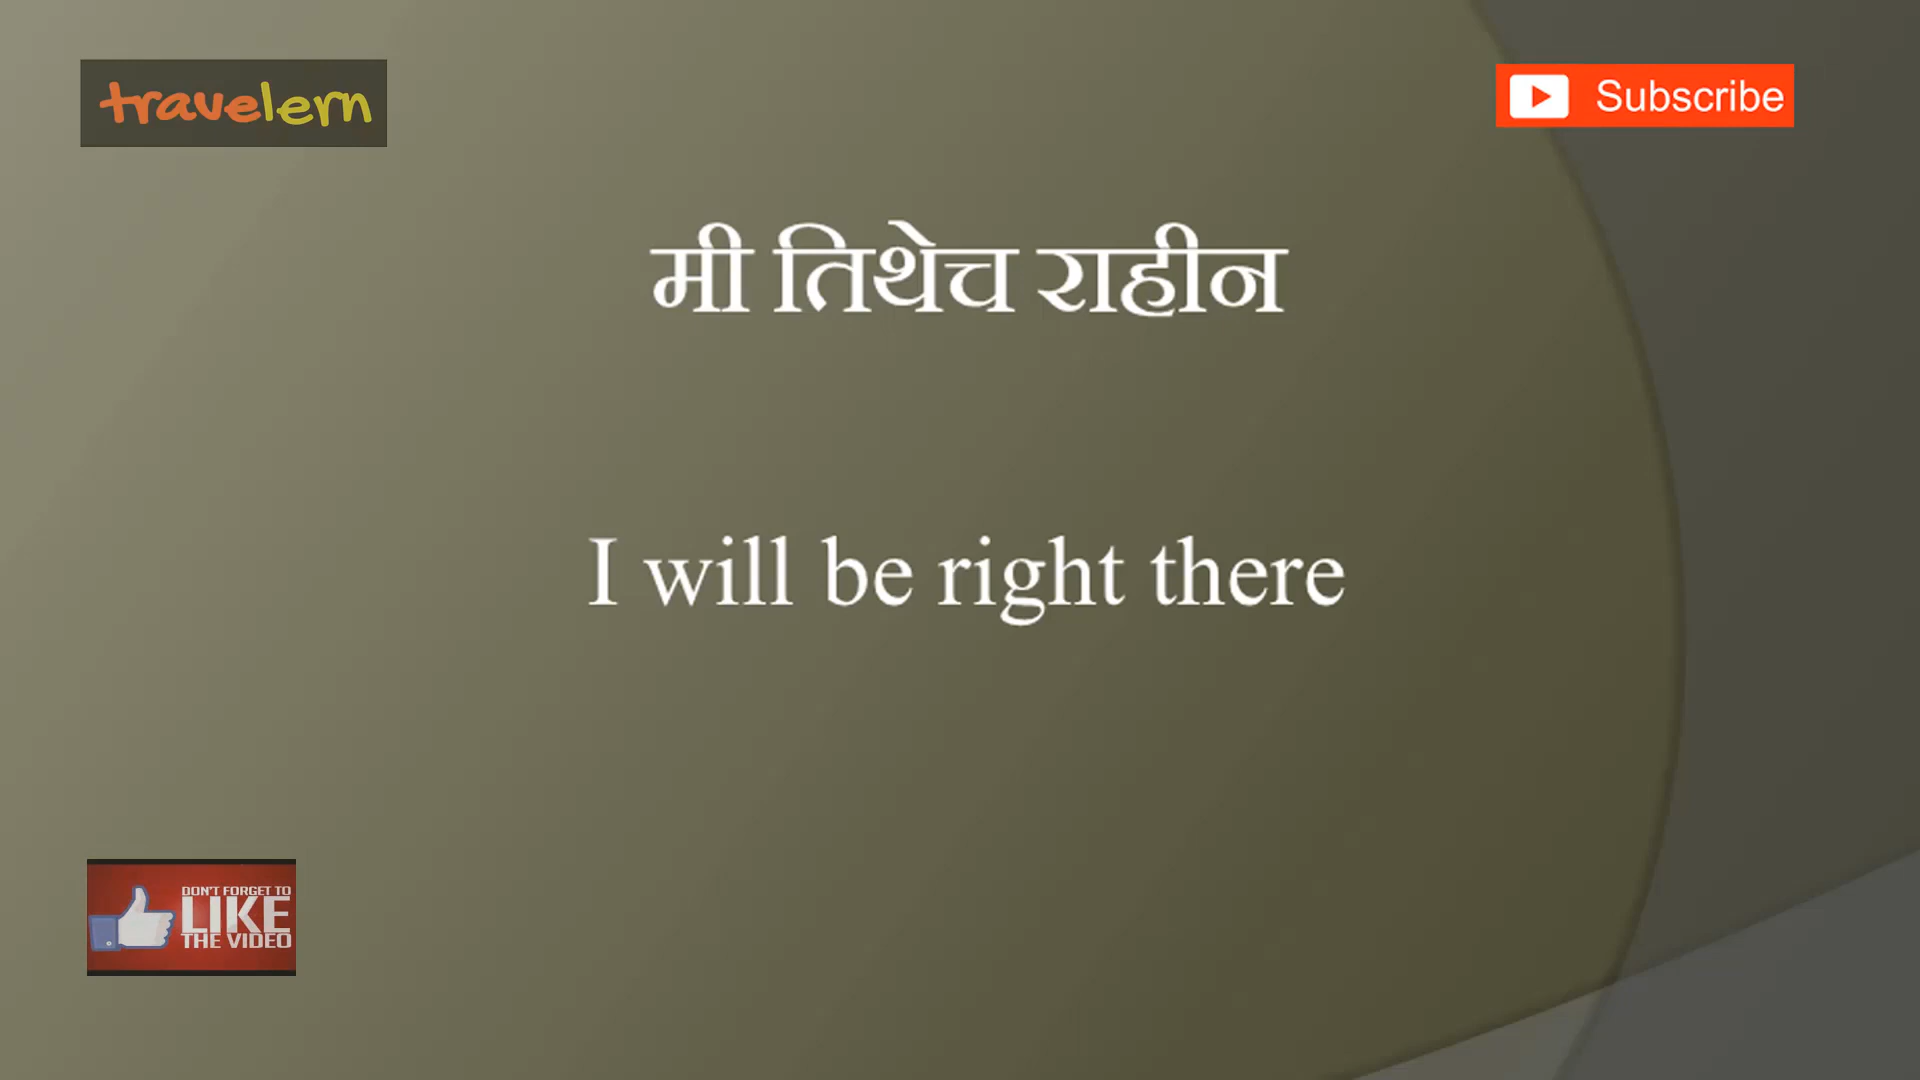 travelern
Subscribe
मी तिथेच राहीन
I will be right there
DON'T FORGET TO
LIKE
THE VIDEO